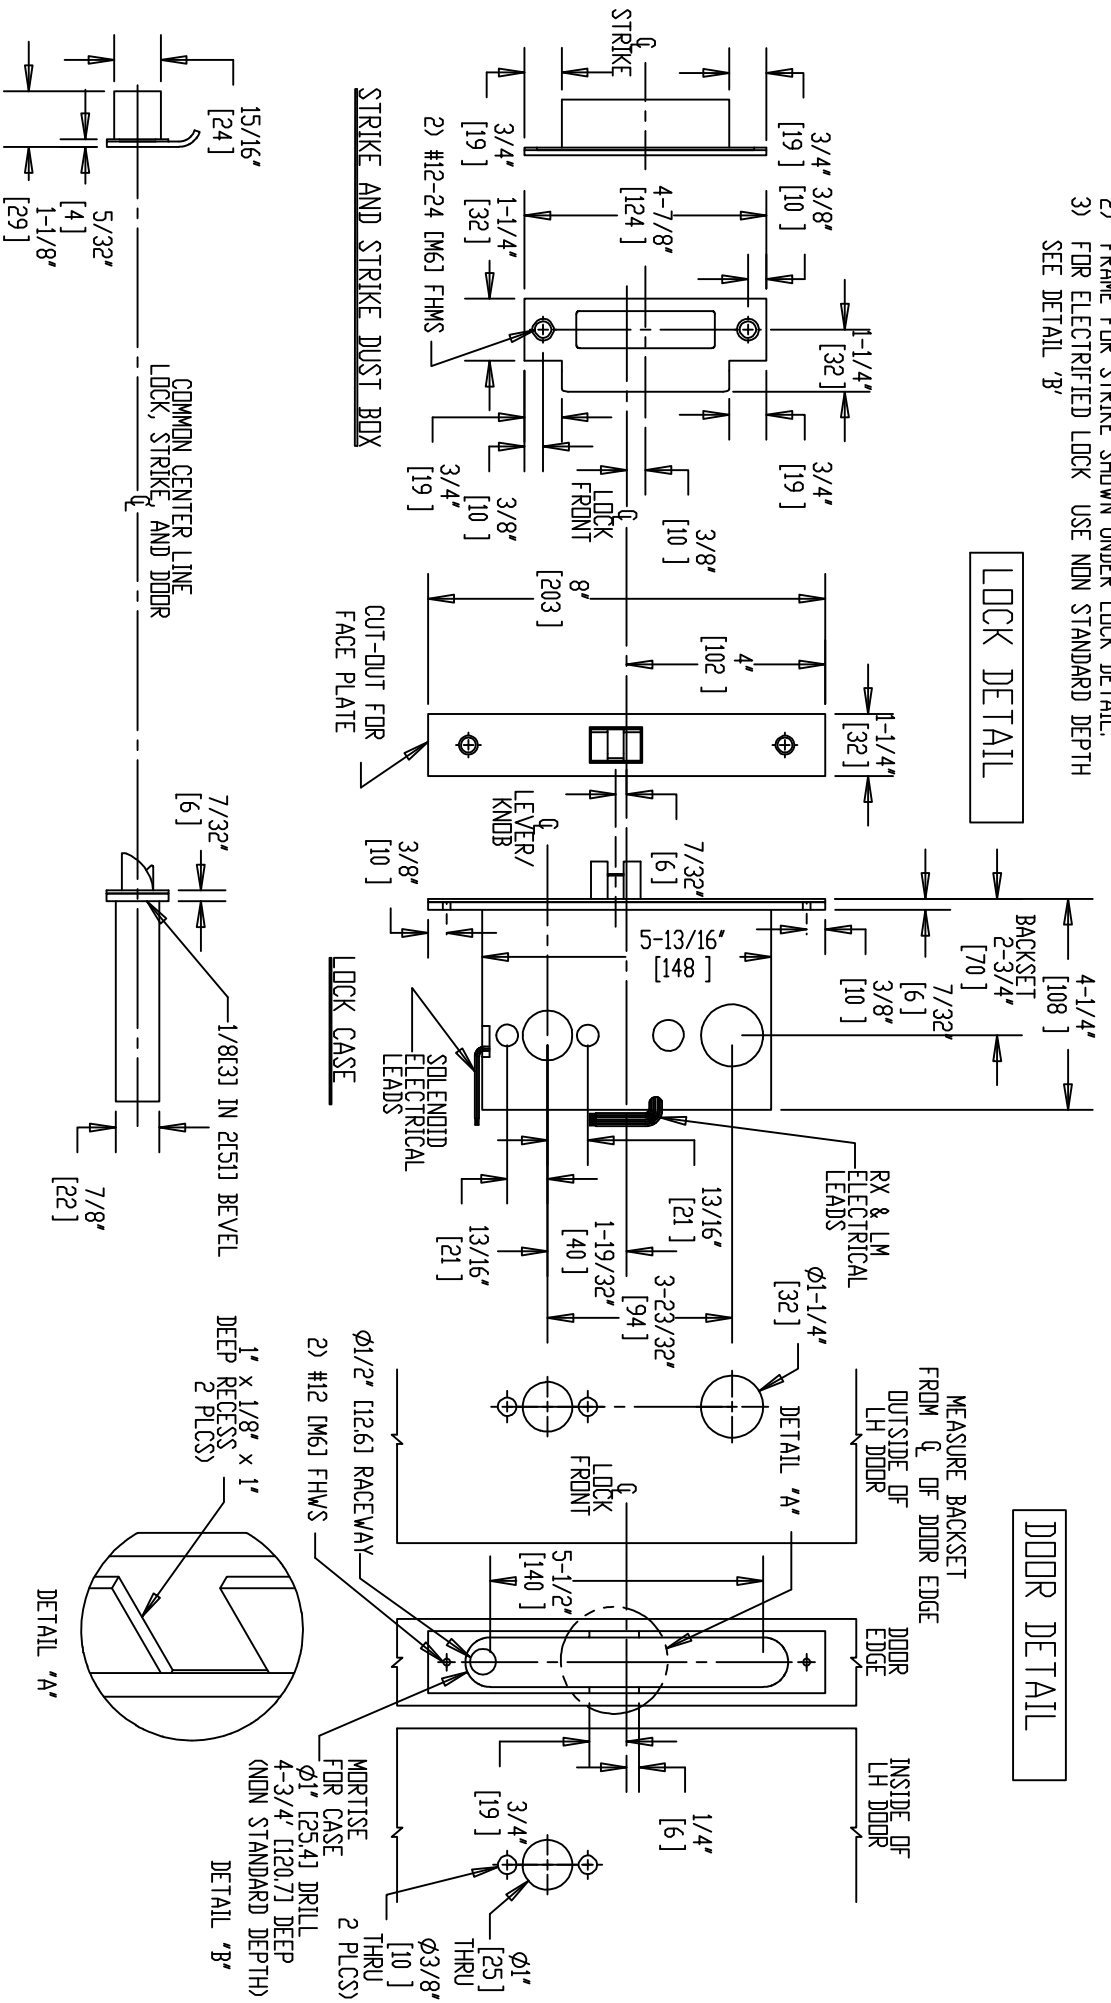 2) FRAME FOR STRIKE SHOWN UNDER LOCK DETAIL.
3) FOR ELECTRIFIED LOCK USE NON STANDARD DEPTH
SEE DETAIL 'B'
LOCK DETAIL
DOOR DETAIL
℄
STRIKE
3/4"
[19 ]
3/8"
[10 ]
3/4"
[19 ]
4-7/8"
[124 ]
1-1/4"
[32 ]
2) #12-24 [M6] FHMS
STRIKE AND STRIKE DUST BOX
1-1/4"
[32 ]
3/4"
[19 ]
3/8"
[10 ]
℄
LOCK
FRONT
3/8"
[10 ]
3/4"
[19 ]
15/16"
[24 ]
5/32"
[4 ]
1-1/8"
[29 ]
COMMON CENTER LINE
LOCK, STRIKE, AND DOOR
℄
8"
[203 ]
4"
[102 ]
1-1/4"
[32 ]
CUT-OUT FOR
FACE PLATE
℄
LEVER/
KNOB
7/32"
[6 ]
3/8"
[10 ]
7/32"
[6 ]
4-1/4"
[108 ]
BACKSET
2-3/4"
[70 ]
7/32"
[6 ]
3/8"
[10 ]
5-13/16"
[148 ]
LOCK CASE
SOLENOID
ELECTRICAL
LEADS
RX & LM
ELECTRICAL
LEADS
1/8[3] IN 2[51] BEVEL
7/8"
[22 ]
13/16"
[21 ]
1-19/32"
[40 ]
13/16"
[21 ]
3-23/32"
[94 ]
Ø1-1/4"
[32 ]
MEASURE BACKSET
FROM ℄ OF DOOR EDGE
OUTSIDE OF
LH DOOR
DETAIL "A"
℄
LOCK
FRONT
Ø1/2" [12.6] RACEWAY
2) #12 [M6] FHWS
1" X 1/8" X 1"
DEEP RECESS
2 PLCS)
DETAIL "A"
5-1/2"
[140 ]
DOOR
EDGE
INSIDE OF
LH DOOR
1/4"
[6 ]
3/4"
[19 ]
MORTISE
FOR CASE
Ø1" [25.4] DRILL
4-3/4' [120.7] DEEP
(NON STANDARD DEPTH)
DETAIL "B"
Ø1"
[25 ]
THRU
Ø3/8"
[10 ]
THRU
2 PLCS)